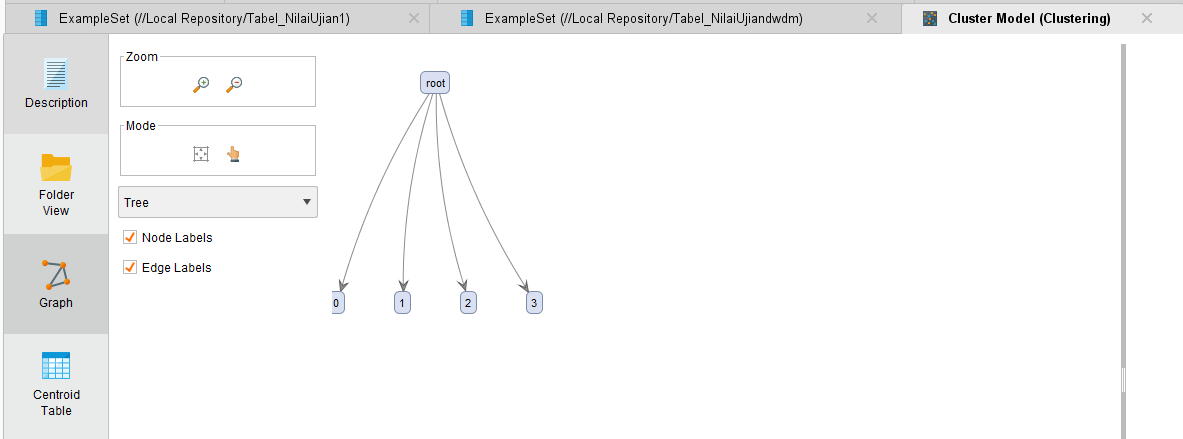 ExampleSet (//Local Repository/Tabel_NilaiUjian1)
ExampleSet (//Local Repository/Tabel_NilaiUjiandwdm)
Cluster Model (Clustering)
Description
Folder
View
Graph
Centroid
Table
Zoom
Mode
Tree
Node Labels
Edge Labels
root
0
1
2
3